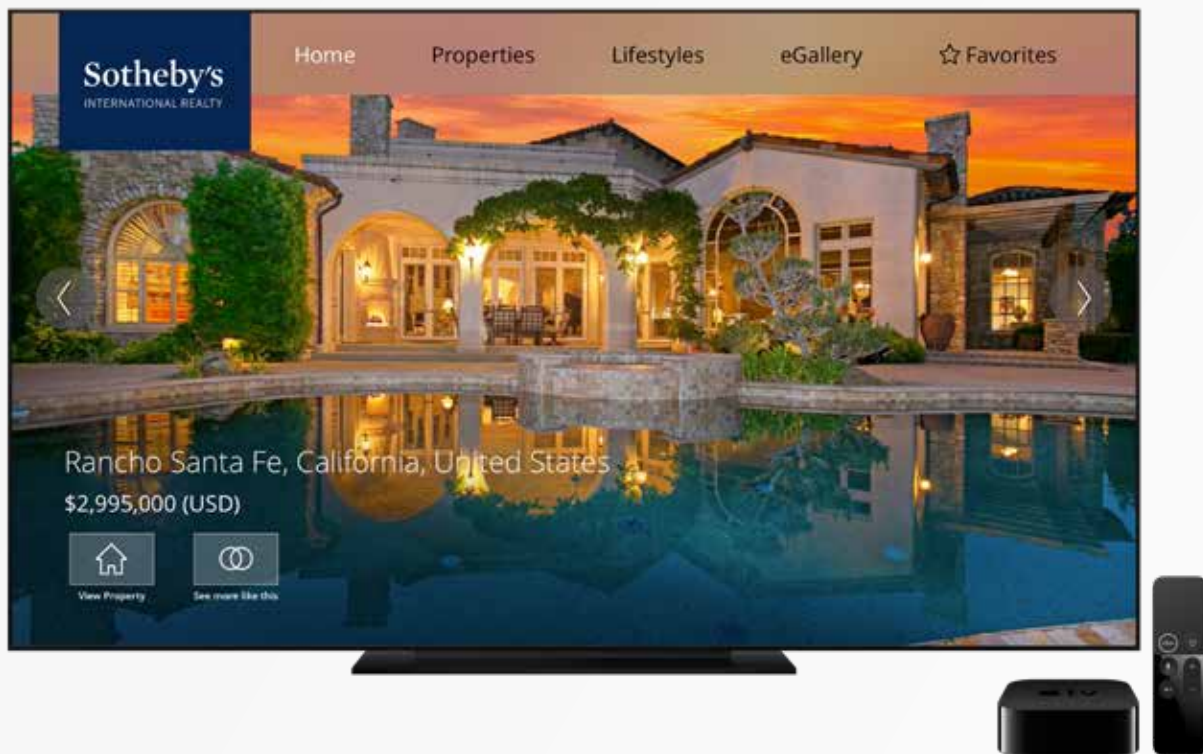 Sotheby's
INTERNATIONAL REALTY
Home Properties Lifestyles eGallery Favorites
Rancho Santa Fe, California, United States
$2,995,000 (USD)
View Property See more like this
tv